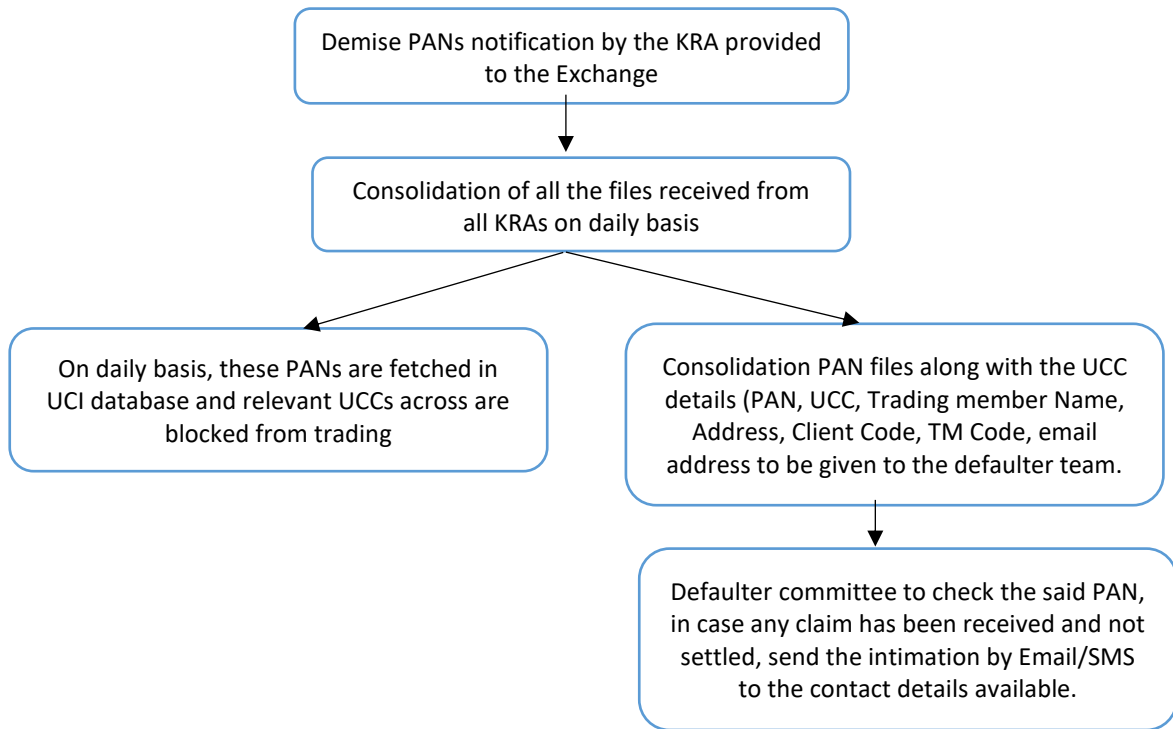 Demise PANs notification by the KRA provided
to the Exchange
Consolidation of all the files received from
all KRAs on daily basis
On daily basis, these PANs are fetched in
UCI database and relevant UCCs across are
blocked from trading
Consolidation PAN files along with the UCC
details (PAN, UCC, Trading member Name,
Address, Client Code, TM Code, email
address to be given to the defaulter team.
Defaulter committee to check the said PAN,
in case any claim has been received and not
settled, send the intimation by Email/SMS
to the contact details available.